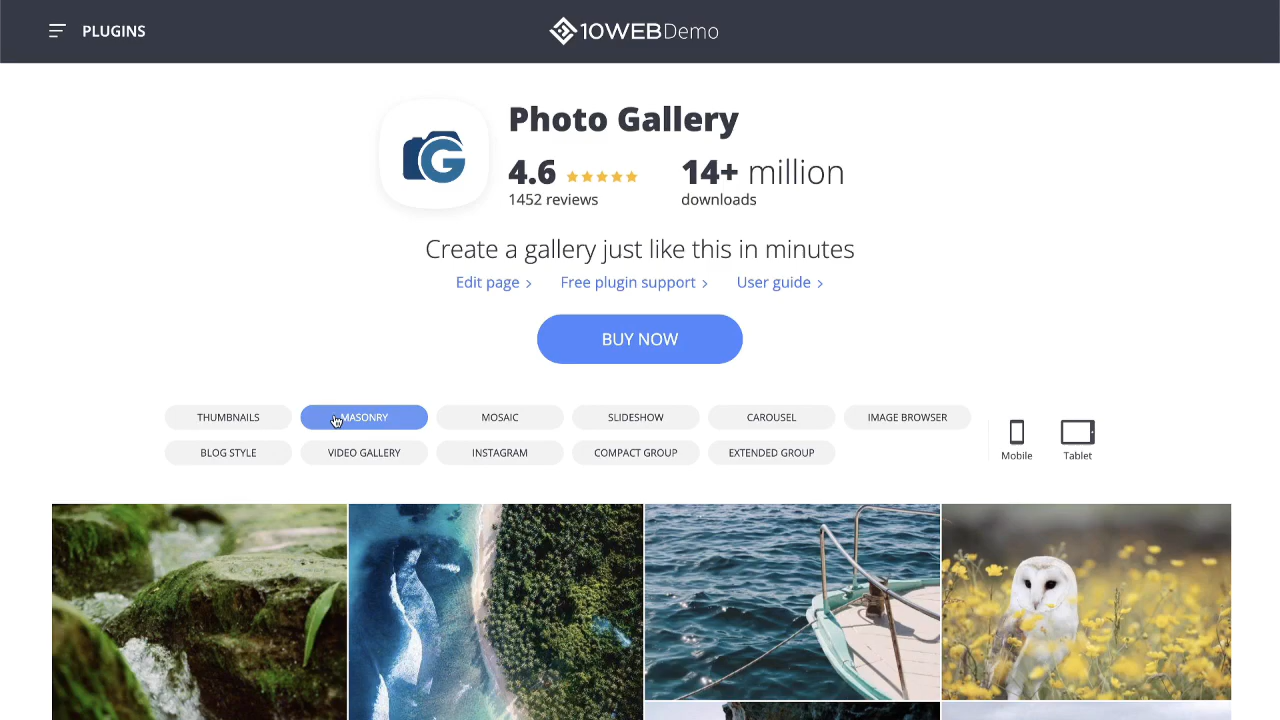 PLUGINS
10WEBDemo
Photo Gallery
4.6
14+ million
1452 reviews
downloads
Create a gallery just like this in minutes
Edit page >
Free plugin support >
User guide >
BUY NOW
THUMBNAILS
MASONRY
MOSAIC
SLIDESHOW
CAROUSEL
IMAGE BROWSER
BLOG STYLE
VIDEO GALLERY
INSTAGRAM
COMPACT GROUP
EXTENDED GROUP
Mobile
Tablet